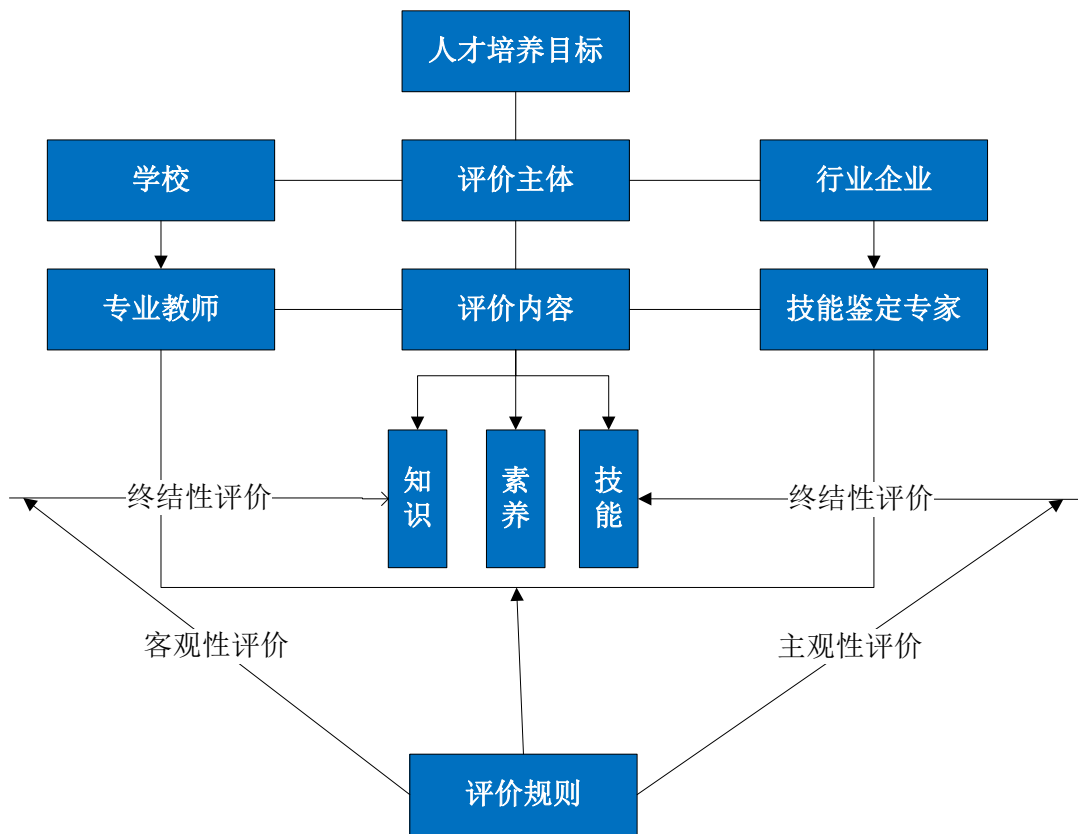 人才培养目标
学校
评价主体
行业企业
专业教师
评价内容
技能鉴定专家
知识
素养
技能
终结性评价
终结性评价
客观性评价
主观性评价
评价规则